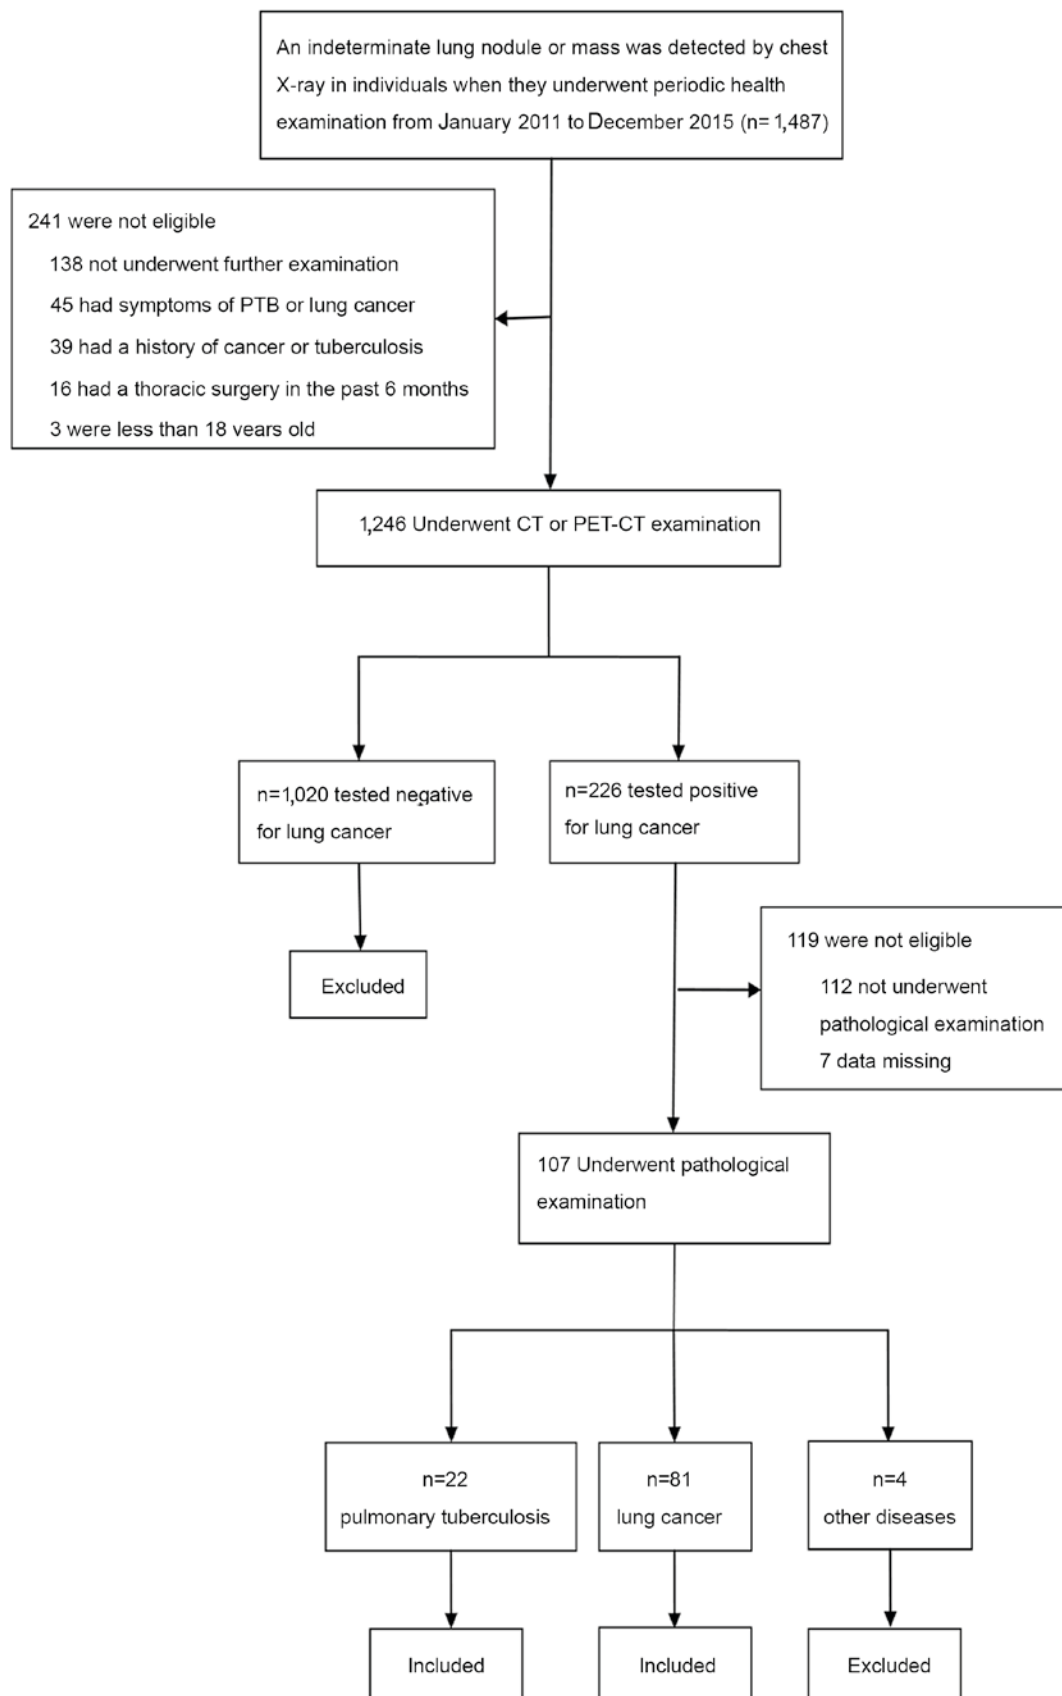 An indeterminate lung nodule or mass was detected by chest
X-ray in individuals when they underwent periodic health
examination from January 2011 to December 2015 (n= 1,487)
241 were not eligible
138 not underwent further examination
45 had symptoms of PTB or lung cancer
39 had a history of cancer or tuberculosis
16 had a thoracic surgery in the past 6 months
3 were less than 18 vears old
1,246 Underwent CT or PET-CT examination
n=1,020 tested negative
for lung cancer
n=226 tested positive
for lung cancer
Excluded
119 were not eligible
112 not underwent
pathological examination
7 data missing
107 Underwent pathological
examination
n=22
pulmonary tuberculosis
n=81
lung cancer
n=4
other diseases
Included
Included
Excluded